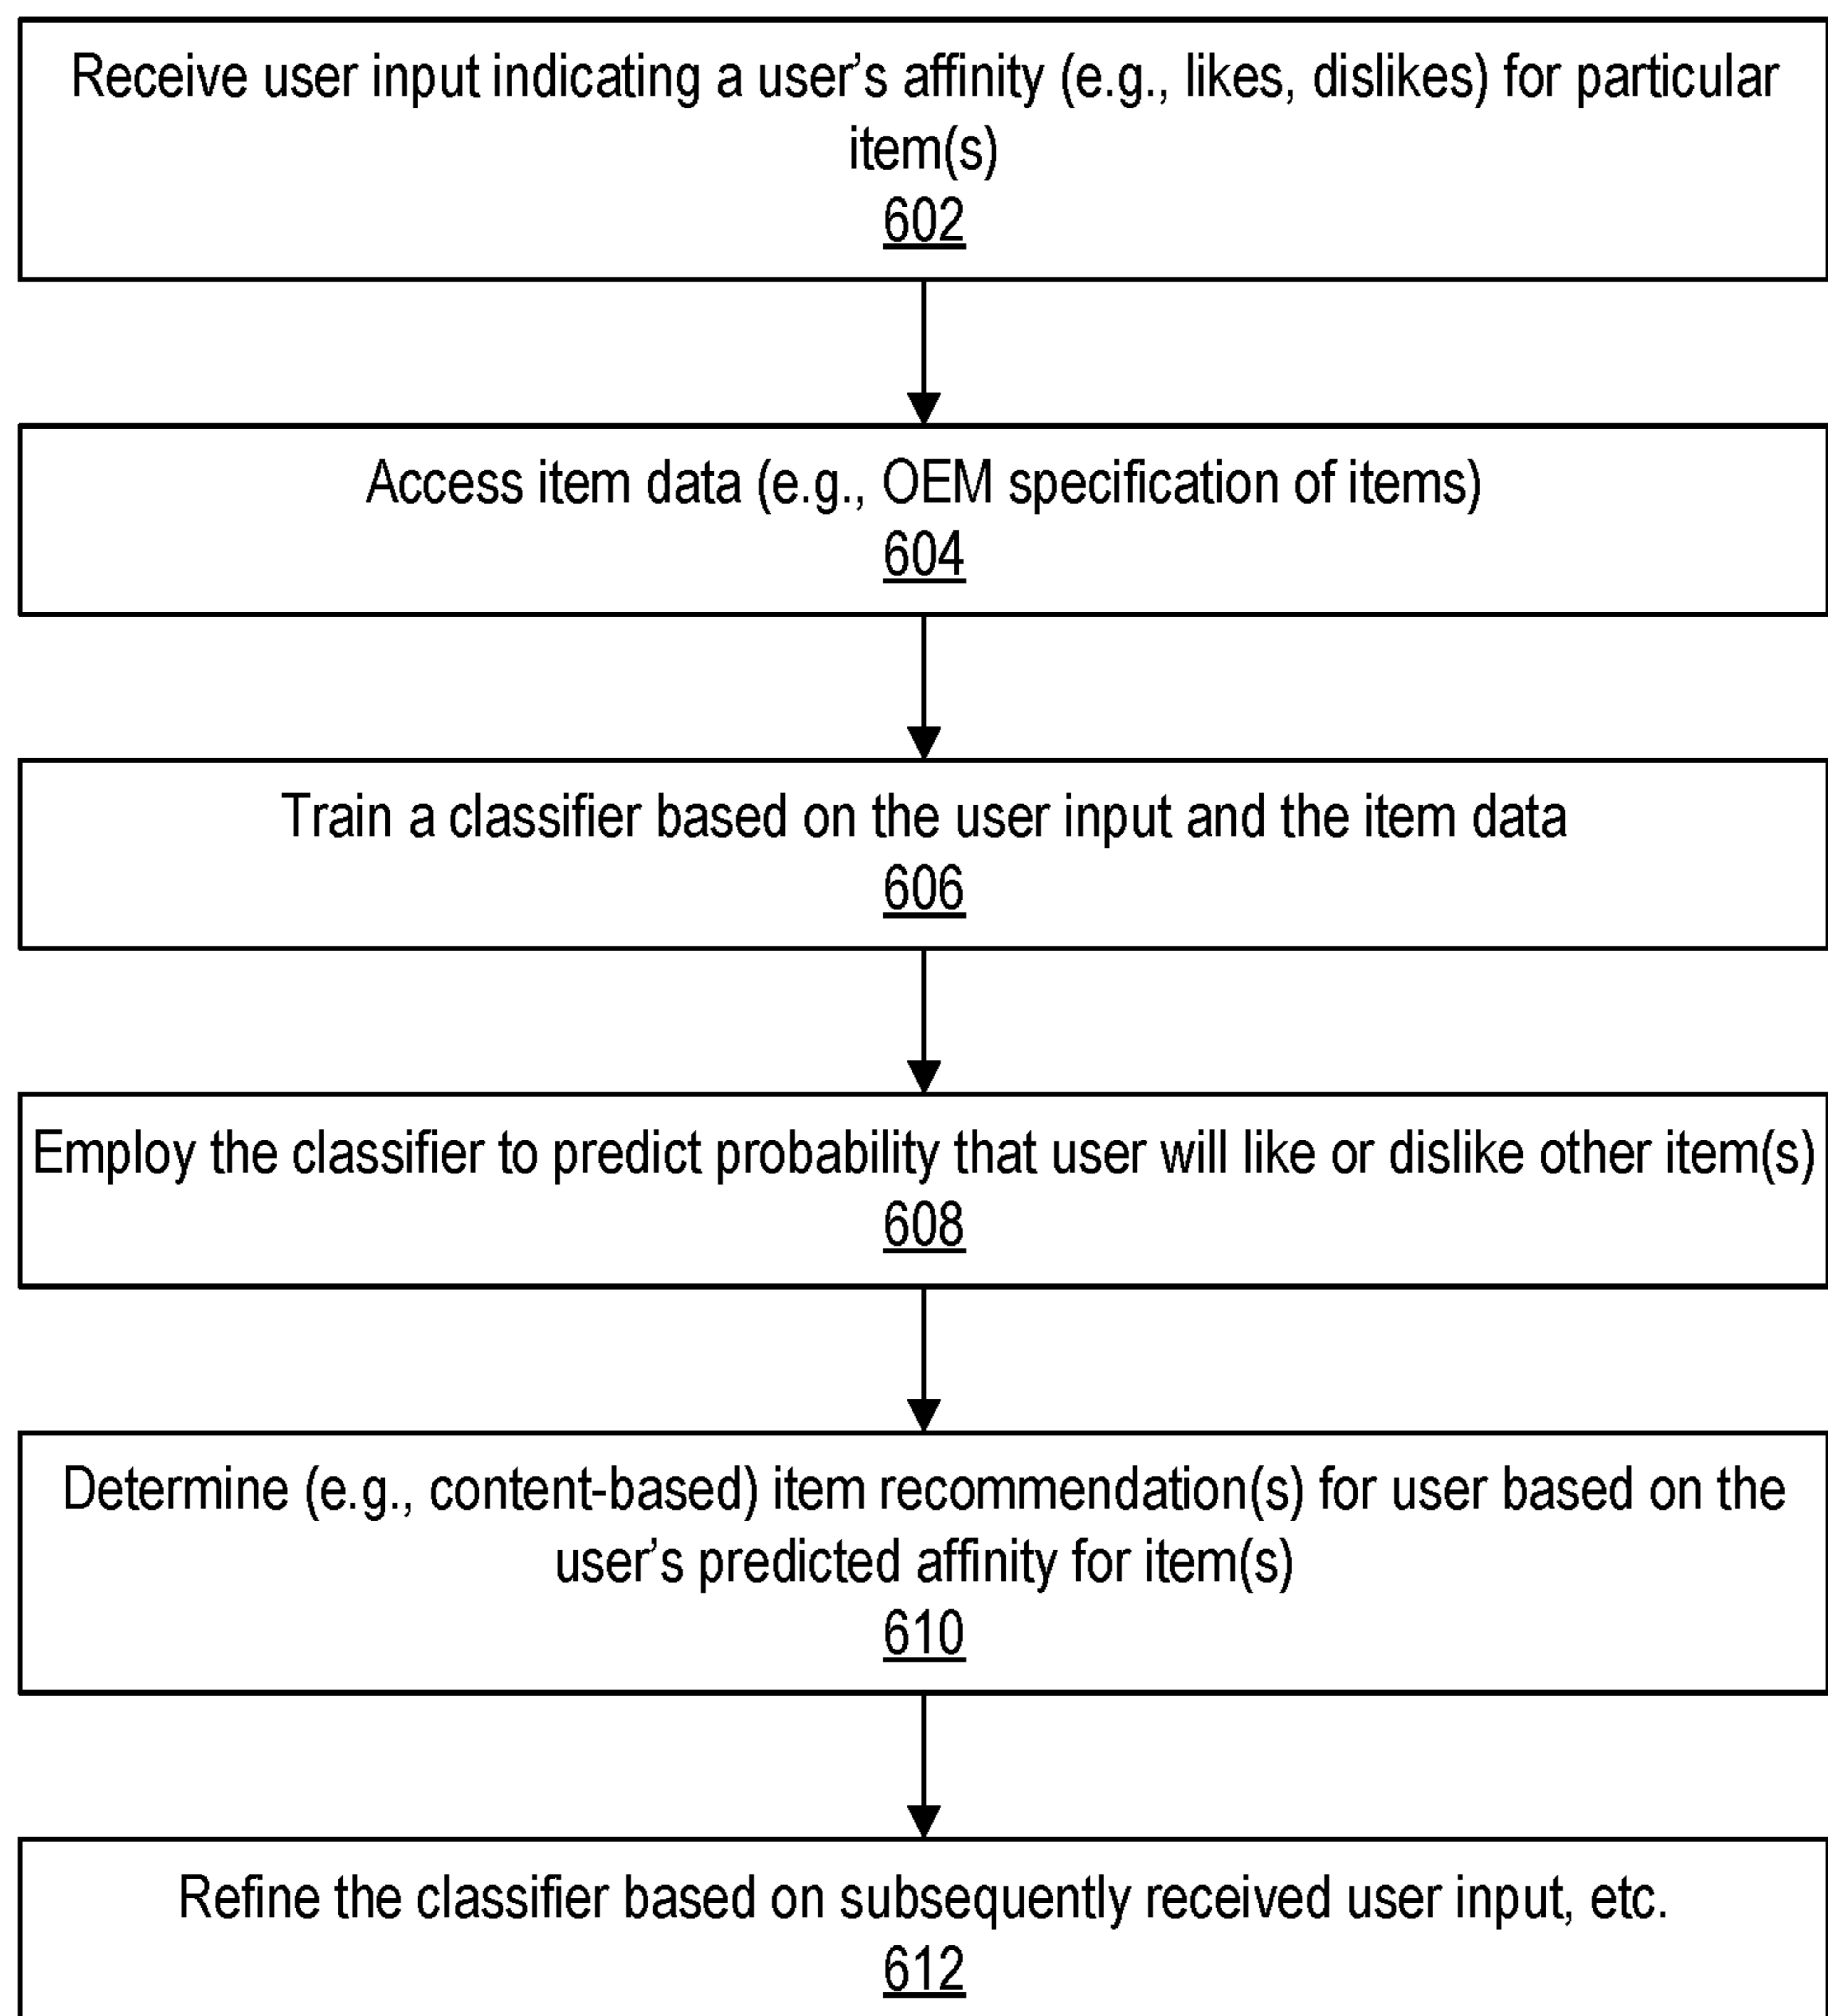 Receive user input indicating a user’s affinity (e.g., likes, dislikes) for particular
item(s)
602
Access item data (e.g., OEM specification of items)
604
Train a classifier based on the user input and the item data
606
Employ the classifier to predict probability that user will like or dislike other item(s)
608
Determine (e.g., content-based) item recommendation(s) for user based on the
user’s predicted affinity for item(s)
610
Refine the classifier based on subsequently received user input, etc.
612